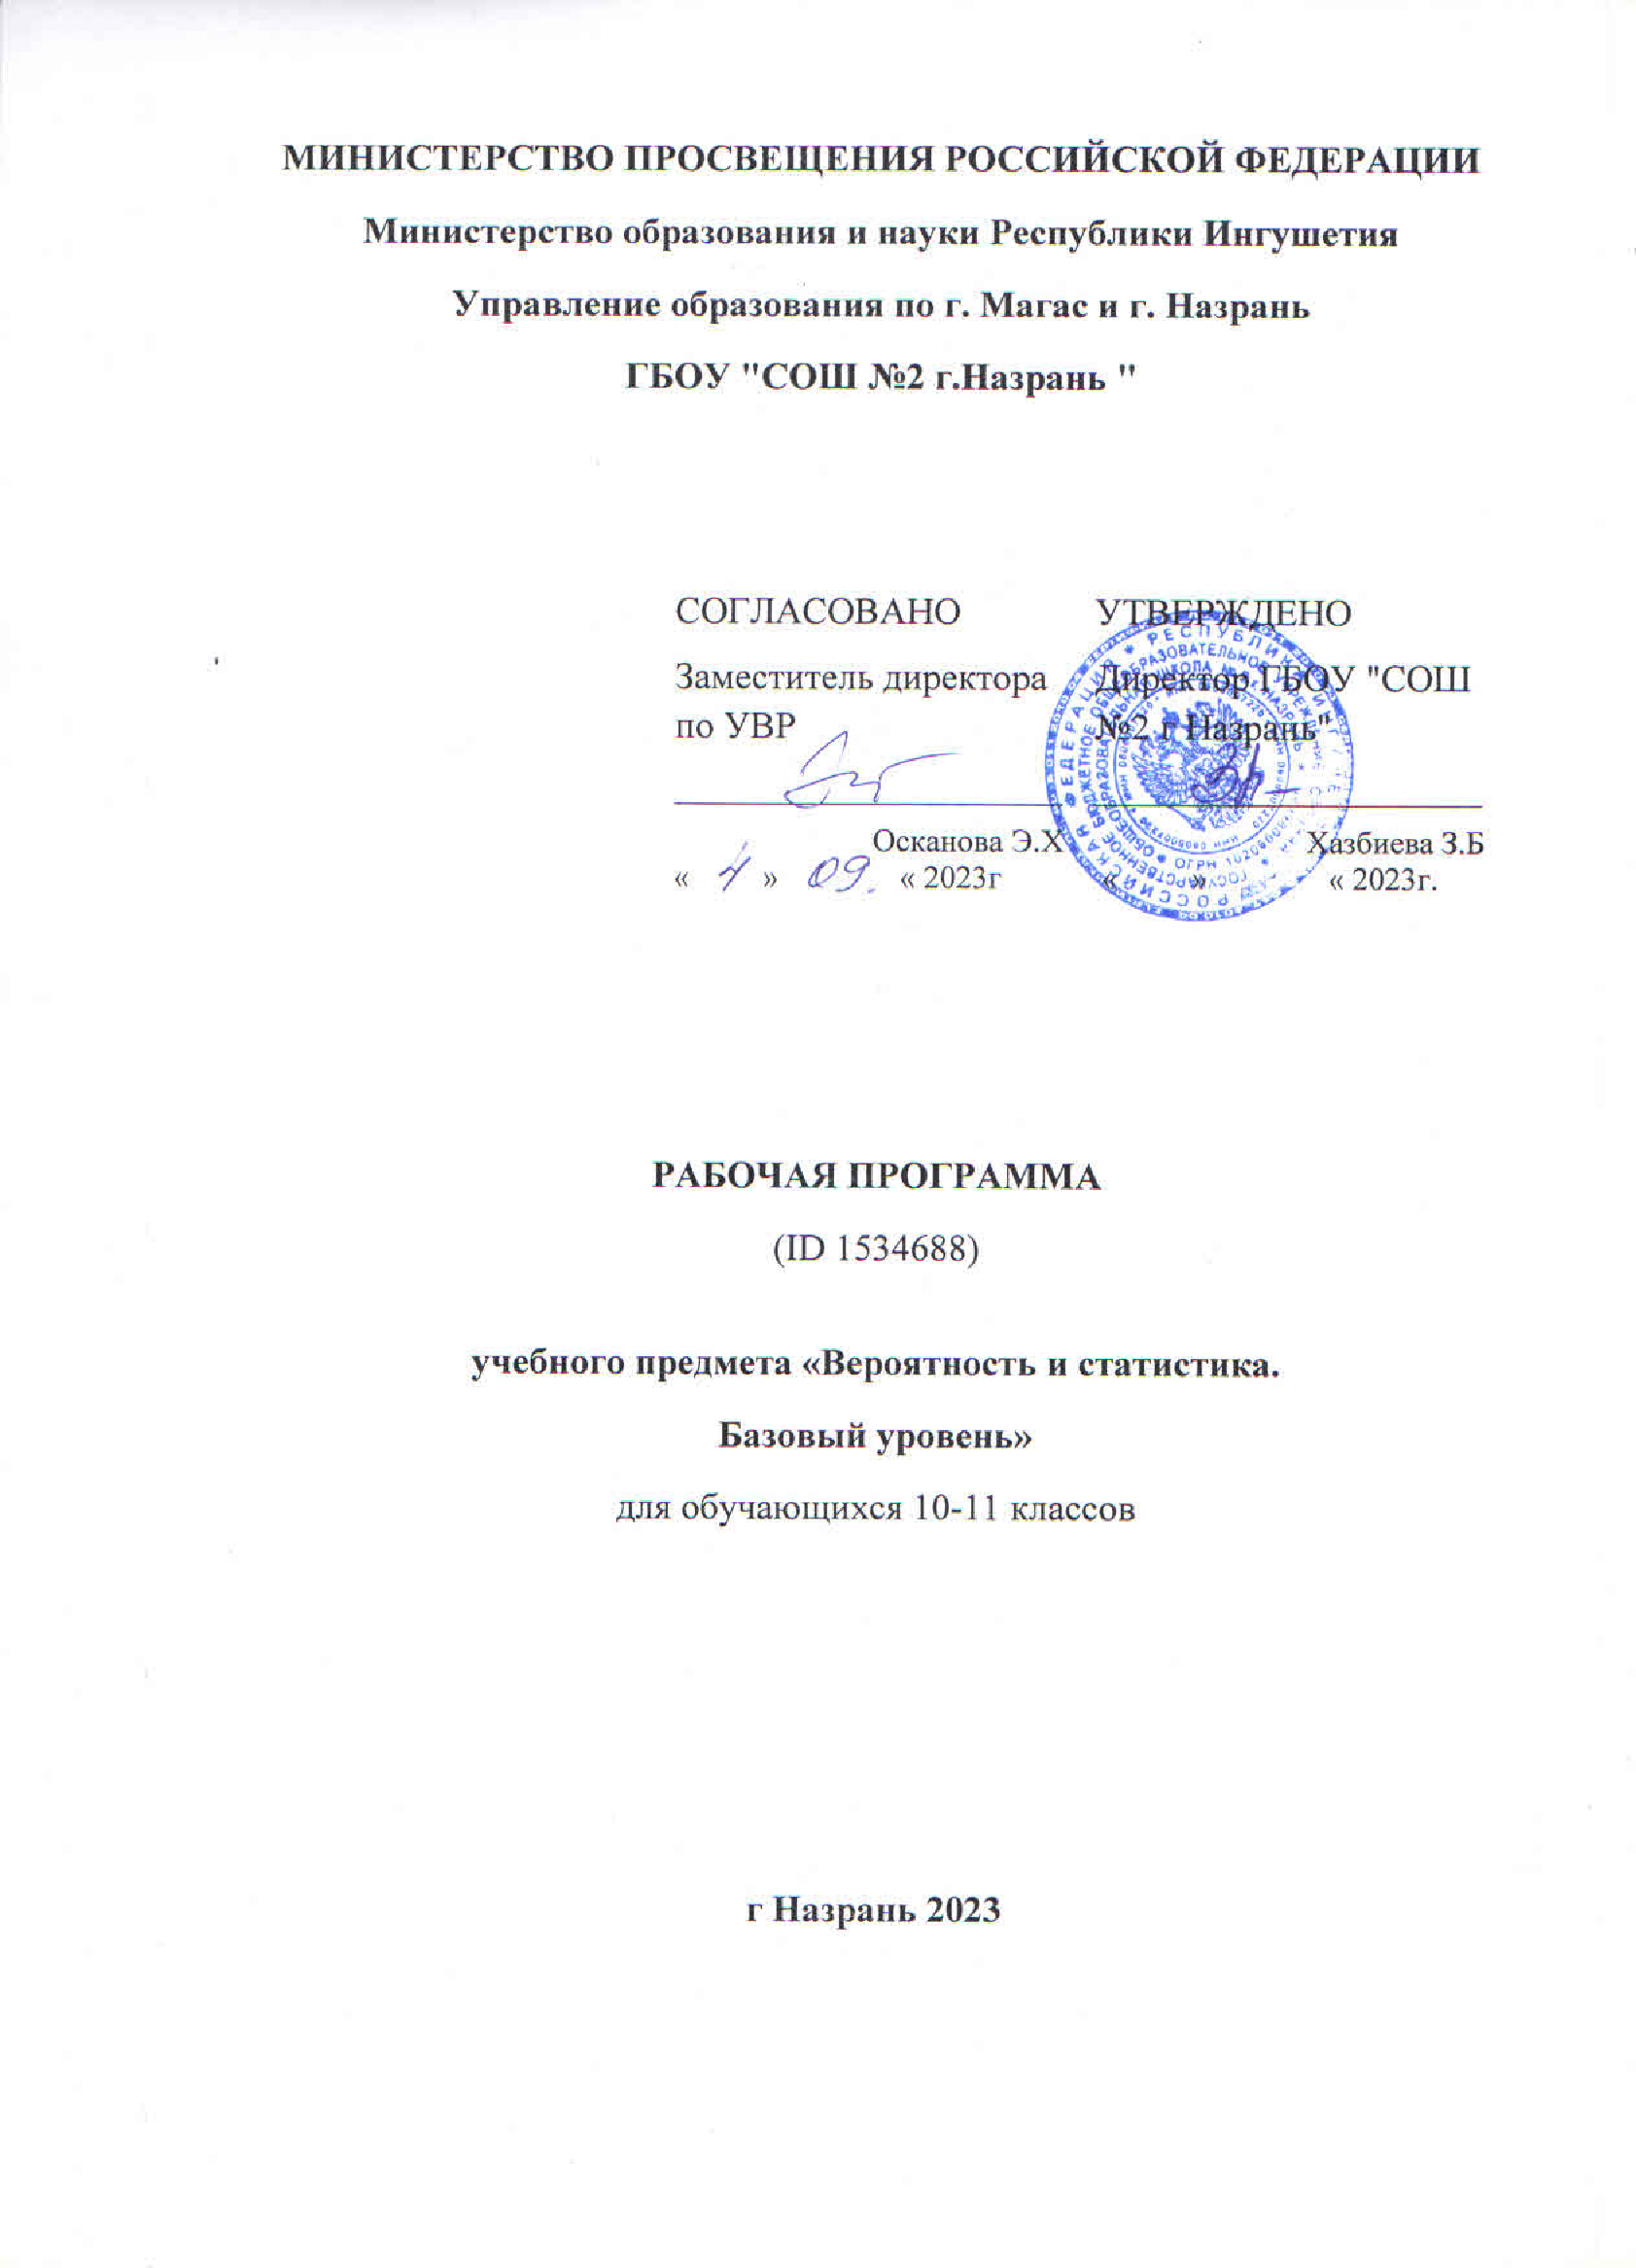 МИНИСТЕРСТВО ПРОСВЕЩЕНИЯ РОССИЙСКОЙ ФЕДЕРАЦИИ
Министерство образования и науки Республики Ингушетия
Управление образования по г. Магас и г. Назрань
ГБОУ "СОШ №2 г.Назрань "
СОГЛАСОВАНО
Заместитель директора
по УВР
Осканова Э.Х
« 4 » 09. « 2023г
УТВЕРЖДЕНО
Директор ГБОУ "СОШ
№2 г Назрань"
Хазбиева З.Б
« » « 2023г.
РАБОЧАЯ ПРОГРАММА
(ID 1534688)
учебного предмета «Вероятность и статистика.
Базовый уровень»
для обучающихся 10-11 классов
г Назрань 2023